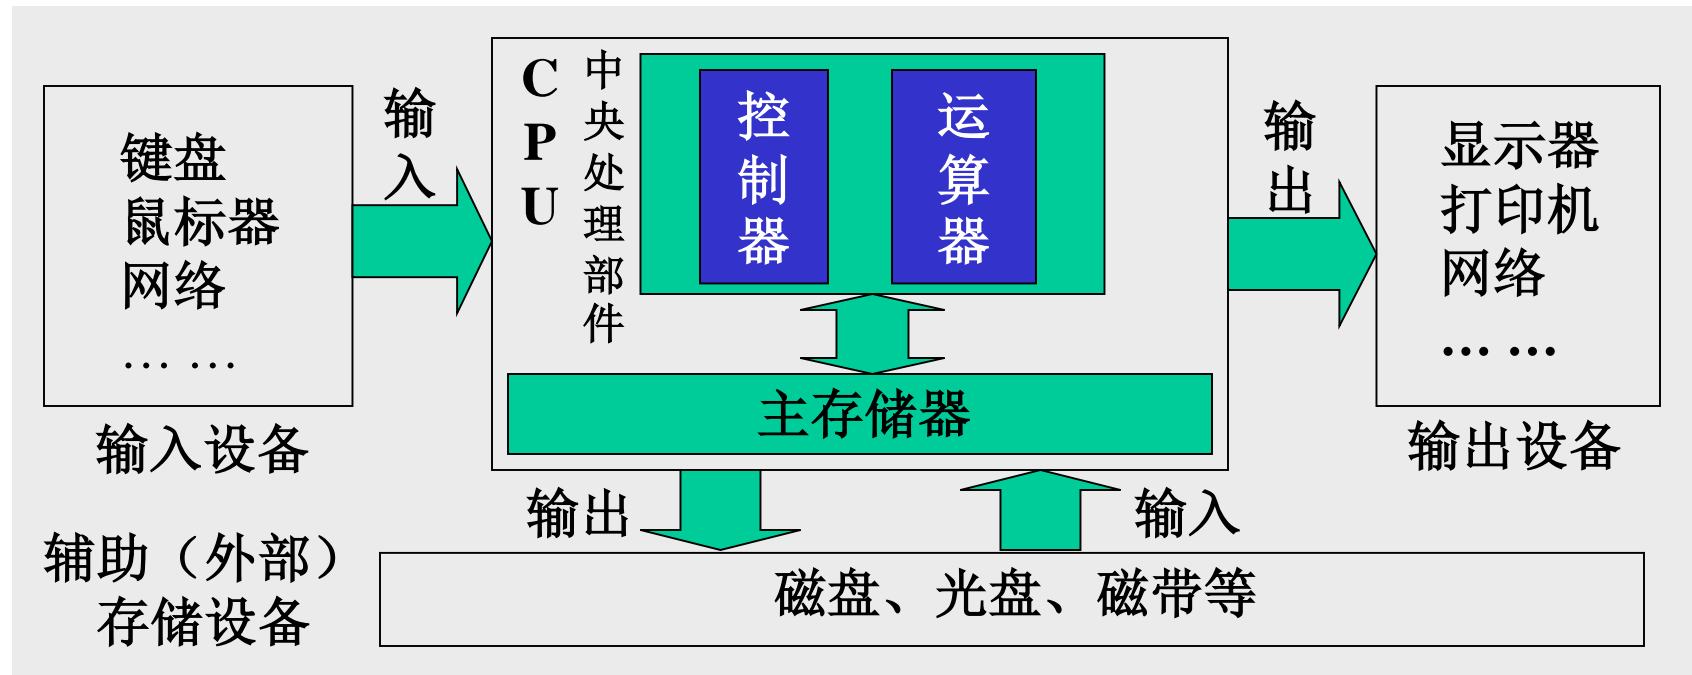 键盘
鼠标器
网络
… …
输入设备
输入
CPU
中央处理部件
控制器
运算器
主存储器
输出
显示器
打印机
网络
… …
输出设备
输出
输入
辅助（外部）
存储设备
磁盘、光盘、磁带等